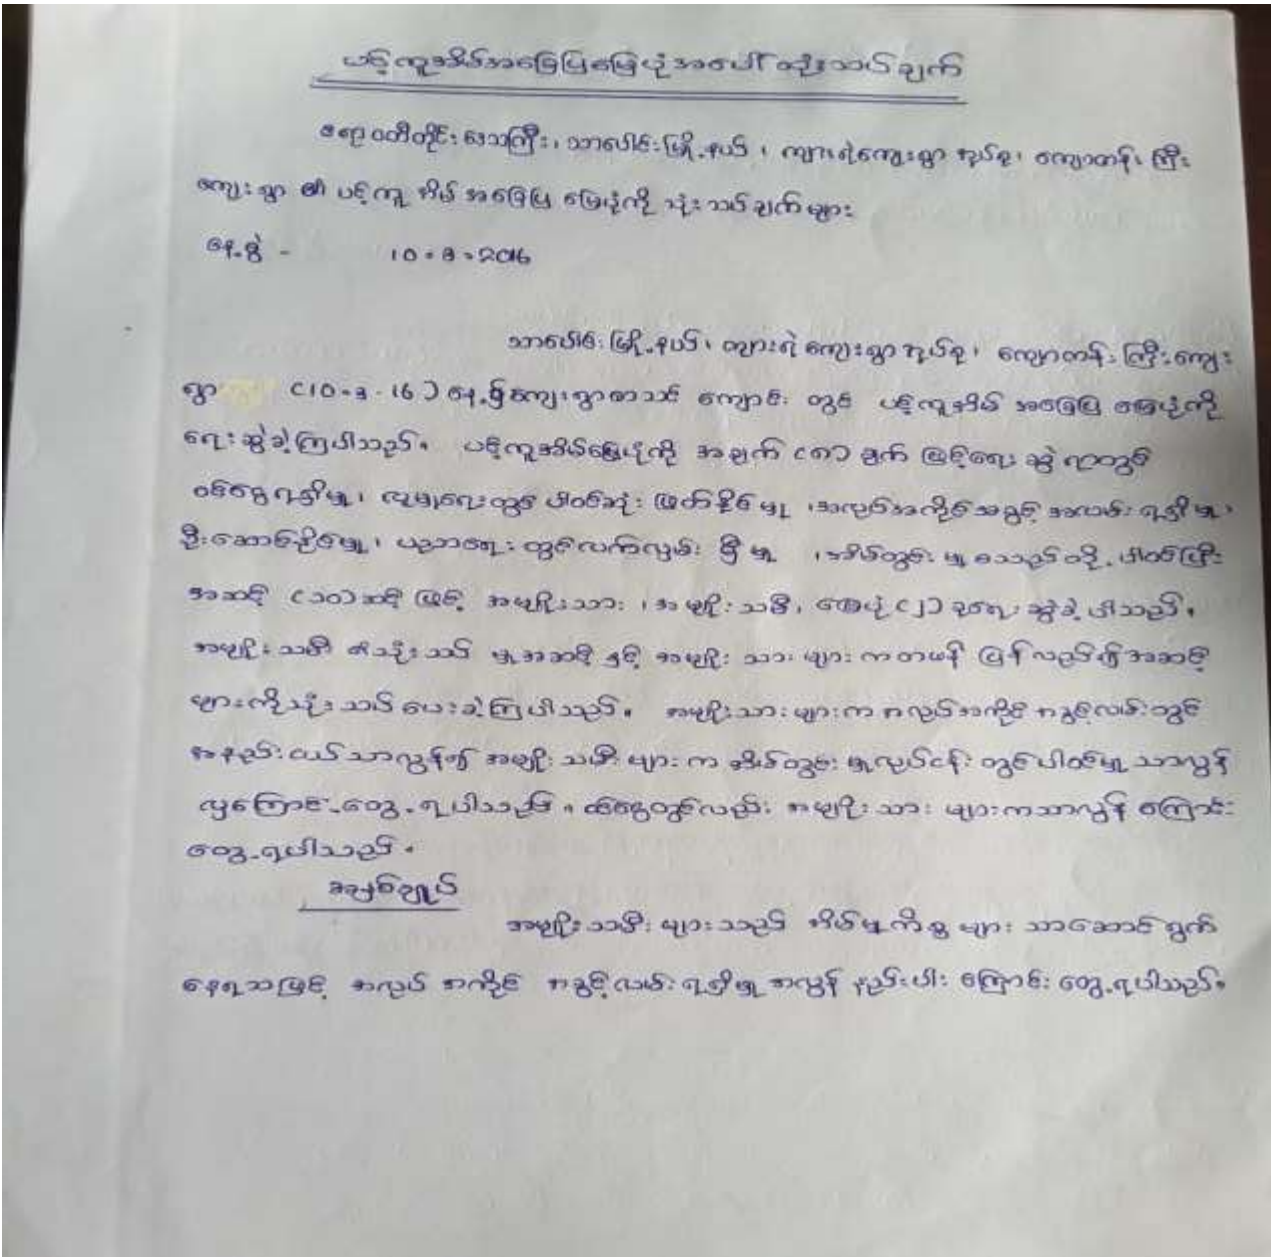 ပင့်ကူအိမ်အခြေပြမြေပုံအပေါ်သုံးသပ်ချက်
ဧရာဝတီတိုင်းဒေသကြီး၊ သာပေါင်းမြို့နယ်၊ ကျားရဲကျေးရွာအုပ်စု၊ ကျောတန်းကြီး
ကျေးရွာ ၏ ပင့်ကူအိမ် အခြေပြ မြေပုံကို သုံးသပ်ချက်များ
နေ့စွဲ - 10.3.2016
သာပေါင်းမြို့နယ်၊ ကျားရဲကျေးရွာအုပ်စု၊ ကျောတန်းကြီးကျေး
ရွာ (10-3-16) နေ့၌ကျေးရွာစာသင်ကျောင်းတွင် ပင့်ကူအိမ် အခြေပြ မြေပုံကို
ရေးဆွဲခဲ့ကြပါသည်။ ပင့်ကူအိမ်မြေပုံကို အချက် (၈) ချက် ဖြင့်ရေးဆွဲရာတွင်
ဝင်ငွေရရှိမှု၊ လူမှုရေးတွင် ပါဝင်ဆုံးဖြတ်နိုင်မှု၊ အလုပ်အကိုင်အခွင့်အလမ်းရရှိမှု၊
ဦးဆောင်နိုင်မှု၊ ပညာရေးတွင်လက်လှမ်းမှီမှု၊ အိမ်တွင်းမှု စသည်တို့ ပါဝင်ပြီး
အဆင့် (၁၀) ဆင့် ဖြင့် အမျိုးသား၊ အမျိုးသမီး၊ မြေပုံ (၂) ခုရေးဆွဲခဲ့ပါသည်။
အမျိုးသမီး ၏သုံးသပ်မှုအဆင့် နှင့် အမျိုးသားများက တဖန် ပြန်လည်၍အဆင့်
များကိုသုံးသပ်ပေးခဲ့ကြပါသည်။ အမျိုးသားများက အလုပ်အကိုင် အခွင့်လမ်းတွင်
အနည်းငယ်သာလွန်၍ အမျိုးသမီးများက အိမ်တွင်းမှုလုပ်ငန်းတွင်ပါဝင်မှု သာလွန်
လှကြောင်းတွေ့ရပါသည်။ ဝင်ငွေတွင်လည်း အမျိုးသားများကသာလွန်ကြောင်း
တွေ့ရပါသည်။
အချုပ်ချုပ်
အမျိုးသမီးများသည် အိမ်မှုကိစ္စများ သာဆောင်ရွက်
နေရသဖြင့် အလုပ်အကိုင် အခွင့်လမ်းရရှိမှု အလွန်နည်းပါးကြောင်း တွေ့ရပါသည်။